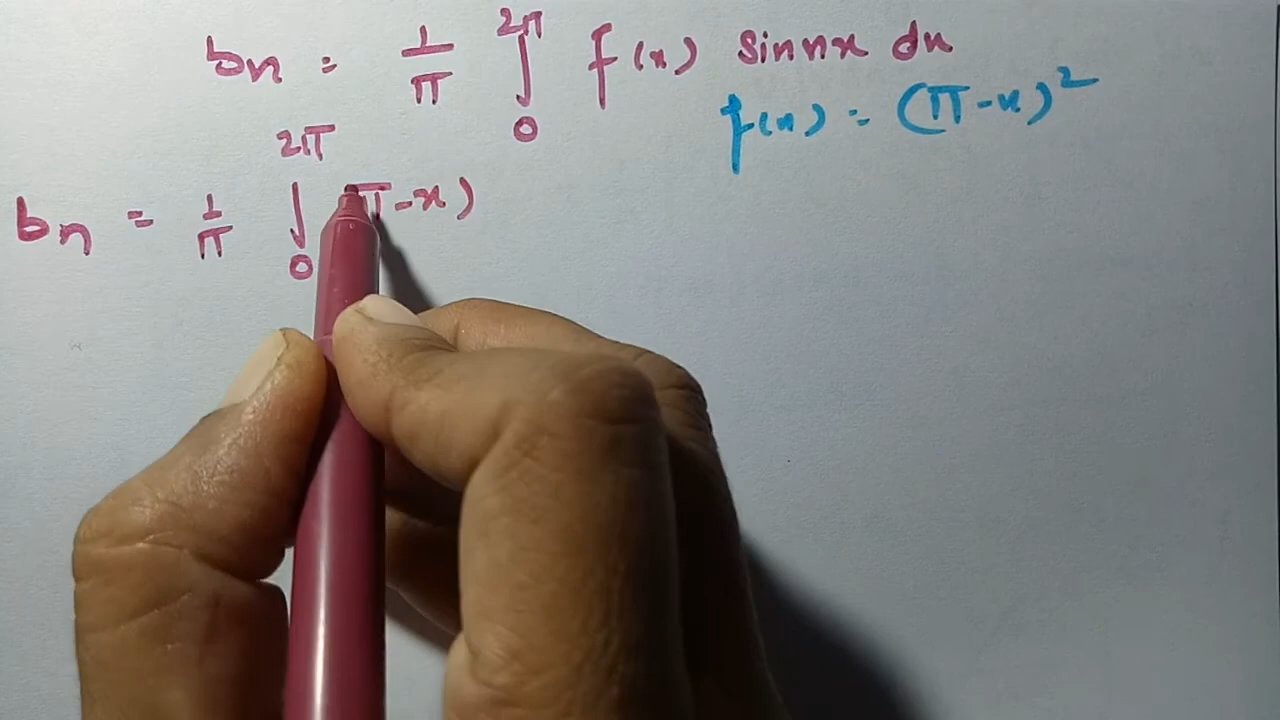 bn = 1/π ∫₀^2π f(x) sin nx dx
f(x) = (π-x)²
bn = 1/π ∫₀^2π (π-x)